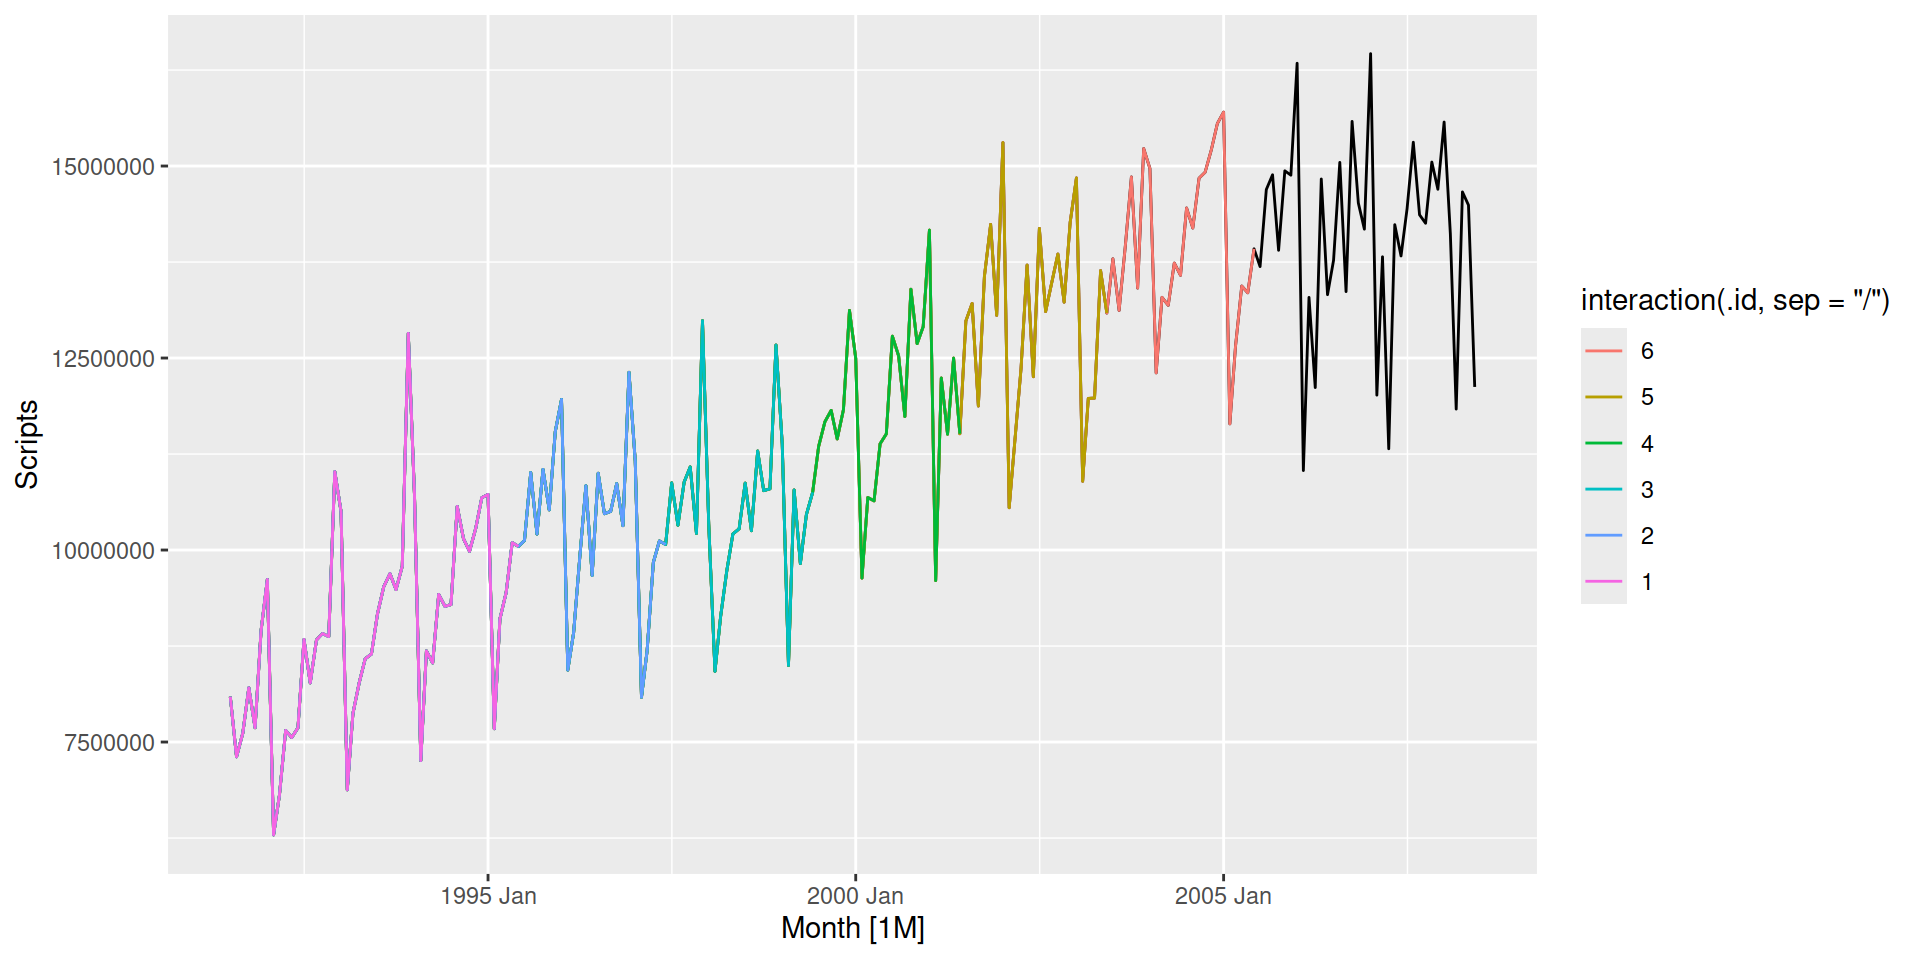 15000000
12500000
10000000
7500000
Scripts
1995 Jan
2000 Jan
2005 Jan
Month [1M]
interaction(.id, sep = "/")
6
5
4
3
2
1